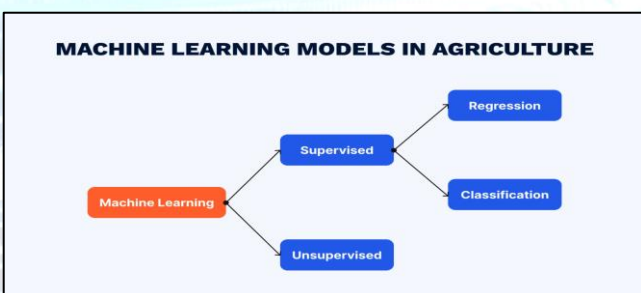 MACHINE LEARNING MODELS IN AGRICULTURE
Regression
Supervised
Classification
Machine Learning
Unsupervised